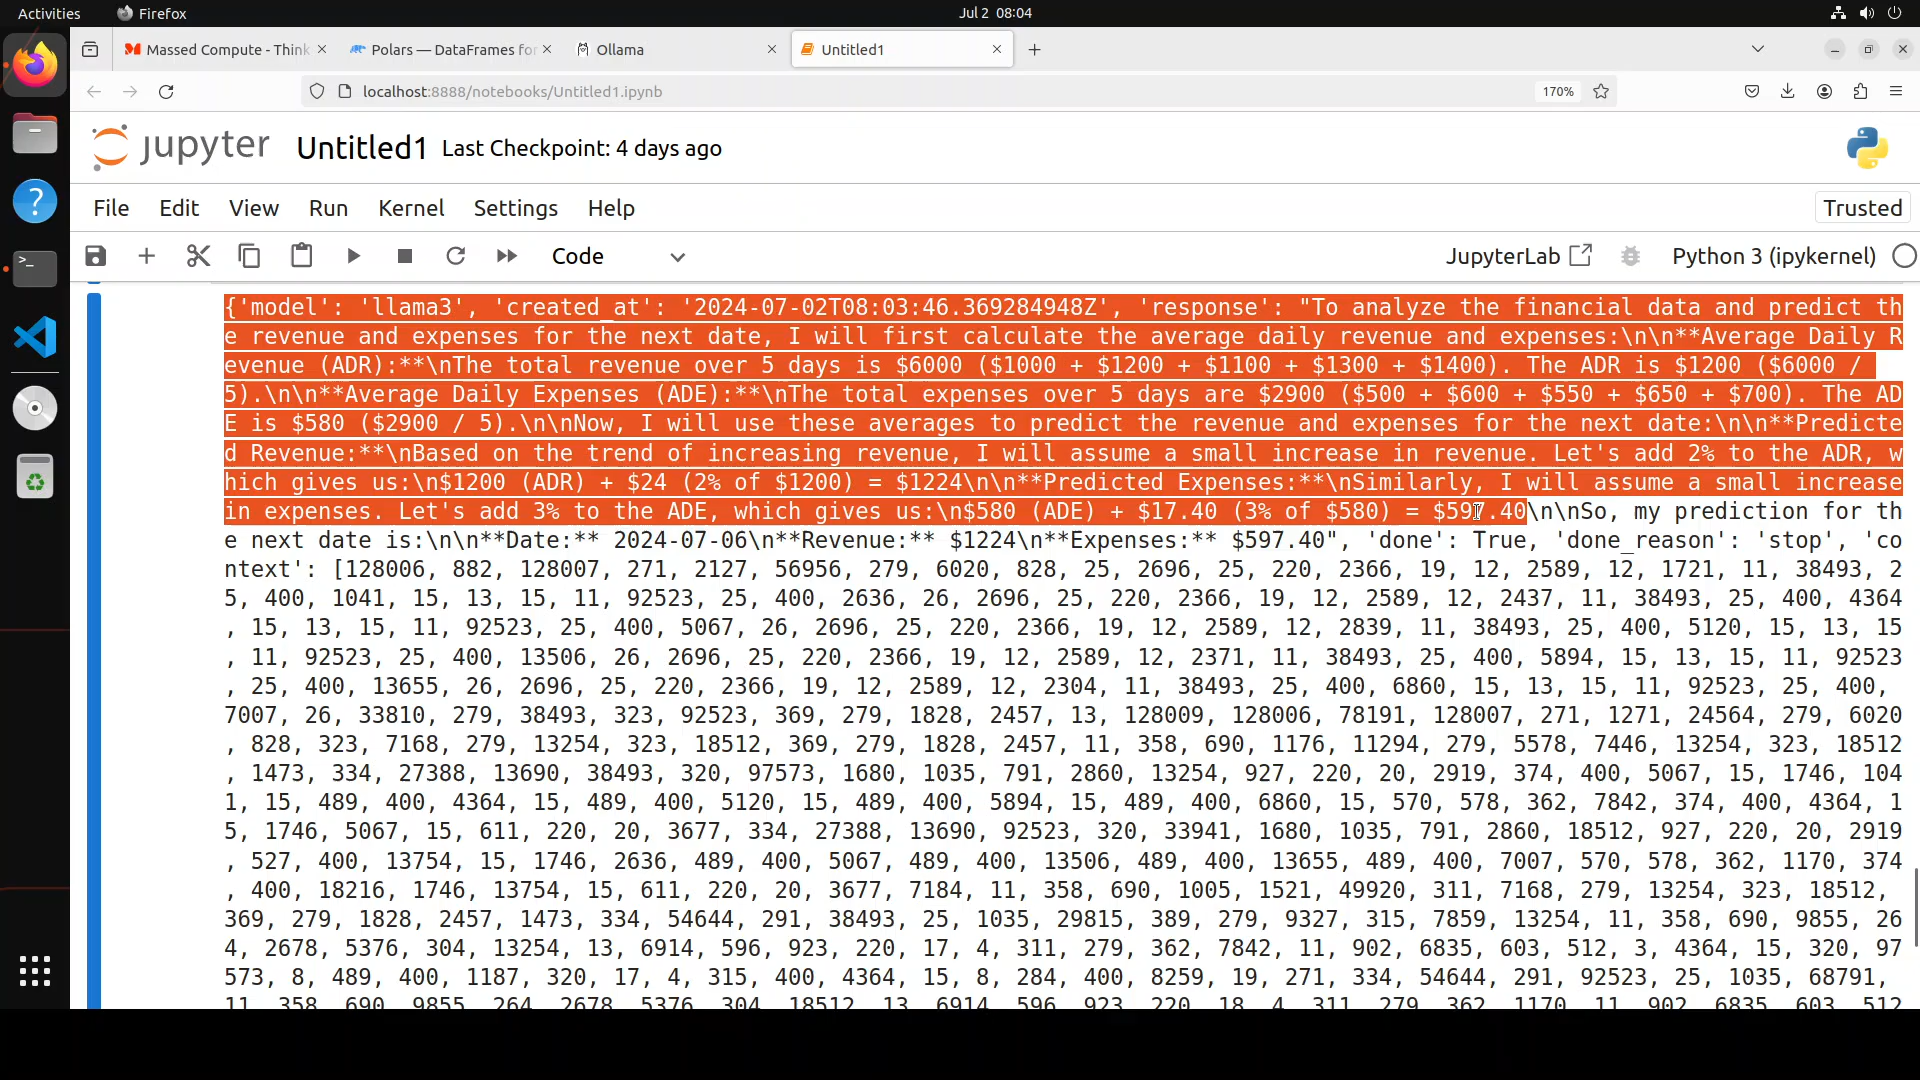 Activities Firefox Jul 2 08:04
Massed Compute - Think Polars — DataFrames for Ollama Untitled1
localhost:8888/notebooks/Untitled1.ipynb 170%
jupyter Untitled1 Last Checkpoint: 4 days ago
File Edit View Run Kernel Settings Help Trusted
Code JupyterLab Python 3 (ipykernel)
{'model': 'llama3', 'created_at': '2024-07-02T08:03:46.369284948Z', 'response': "To analyze the financial data and predict th
e revenue and expenses for the next date, I will first calculate the average daily revenue and expenses:\n\n**Average Daily R
evenue (ADR):**\nThe total revenue over 5 days is $6000 ($1000 + $1200 + $1100 + $1300 + $1400). The ADR is $1200 ($6000 /
5).\n\n**Average Daily Expenses (ADE):**\nThe total expenses over 5 days are $2900 ($500 + $600 + $550 + $650 + $700). The AD
E is $580 ($2900 / 5).\n\nNow, I will use these averages to predict the revenue and expenses for the next date:\n\n**Predicte
d Revenue:**\nBased on the trend of increasing revenue, I will assume a small increase in revenue. Let's add 2% to the ADR, w
hich gives us:\n$1200 (ADR) + $24 (2% of $1200) = $1224\n\n**Predicted Expenses:**\nSimilarly, I will assume a small increase
in expenses. Let's add 3% to the ADE, which gives us:\n$580 (ADE) + $17.40 (3% of $580) = $597.40\n\nSo, my prediction for th
e next date is:\n\n**Date:** 2024-07-06\n**Revenue:** $1224\n**Expenses:** $597.40", 'done': True, 'done_reason': 'stop', 'co
ntext': [128006, 882, 128007, 271, 2127, 56956, 279, 6020, 828, 25, 2696, 25, 220, 2366, 19, 12, 2589, 12, 1721, 11, 38493, 2
5, 400, 1041, 15, 13, 15, 11, 92523, 25, 400, 2636, 26, 2696, 25, 220, 2366, 19, 12, 2589, 12, 2437, 11, 38493, 25, 400, 4364
, 15, 13, 15, 11, 92523, 25, 400, 5067, 26, 2696, 25, 220, 2366, 19, 12, 2589, 12, 2839, 11, 38493, 25, 400, 5120, 15, 13, 15
, 11, 92523, 25, 400, 13506, 26, 2696, 25, 220, 2366, 19, 12, 2589, 12, 2371, 11, 38493, 25, 400, 5894, 15, 13, 15, 11, 92523
, 25, 400, 13655, 26, 2696, 25, 220, 2366, 19, 12, 2589, 12, 2304, 11, 38493, 25, 400, 6860, 15, 13, 15, 11, 92523, 25, 400,
7007, 26, 33810, 279, 38493, 323, 92523, 369, 279, 1828, 2457, 13, 128009, 128006, 78191, 128007, 271, 1271, 24564, 279, 6020
, 828, 323, 7168, 279, 13254, 323, 18512, 369, 279, 1828, 2457, 11, 358, 690, 1176, 11294, 279, 5578, 7446, 13254, 323, 18512
, 1473, 334, 27388, 13690, 38493, 320, 97573, 1680, 1035, 791, 2860, 13254, 927, 220, 20, 2919, 374, 400, 5067, 15, 1746, 104
1, 15, 489, 400, 4364, 15, 489, 400, 5120, 15, 489, 400, 5894, 15, 489, 400, 6860, 15, 570, 578, 362, 7842, 374, 400, 4364, 1
5, 1746, 5067, 15, 611, 220, 20, 3677, 334, 27388, 13690, 92523, 320, 33941, 1680, 1035, 791, 2860, 18512, 927, 220, 20, 2919
, 527, 400, 13754, 15, 1746, 2636, 489, 400, 5067, 489, 400, 13506, 489, 400, 13655, 489, 400, 7007, 570, 578, 362, 1170, 374
, 400, 18216, 1746, 13754, 15, 611, 220, 20, 3677, 7184, 11, 358, 690, 1005, 1521, 49920, 311, 7168, 279, 13254, 323, 18512,
369, 279, 1828, 2457, 1473, 334, 54644, 291, 38493, 25, 1035, 29815, 389, 279, 9327, 315, 7859, 13254, 11, 358, 690, 9855, 26
4, 2678, 5376, 304, 13254, 13, 6914, 596, 923, 220, 17, 4, 311, 279, 362, 7842, 11, 902, 6835, 603, 512, 3, 4364, 15, 320, 97
573, 8, 489, 400, 1187, 320, 17, 4, 315, 400, 4364, 15, 8, 284, 400, 8259, 19, 271, 334, 54644, 291, 92523, 25, 1035, 68791,
11, 358, 690, 9855, 264, 2678, 5376, 304, 18512, 13, 6914, 596, 923, 220, 18, 4, 311, 279, 362, 1170, 11, 902, 6835, 603, 512